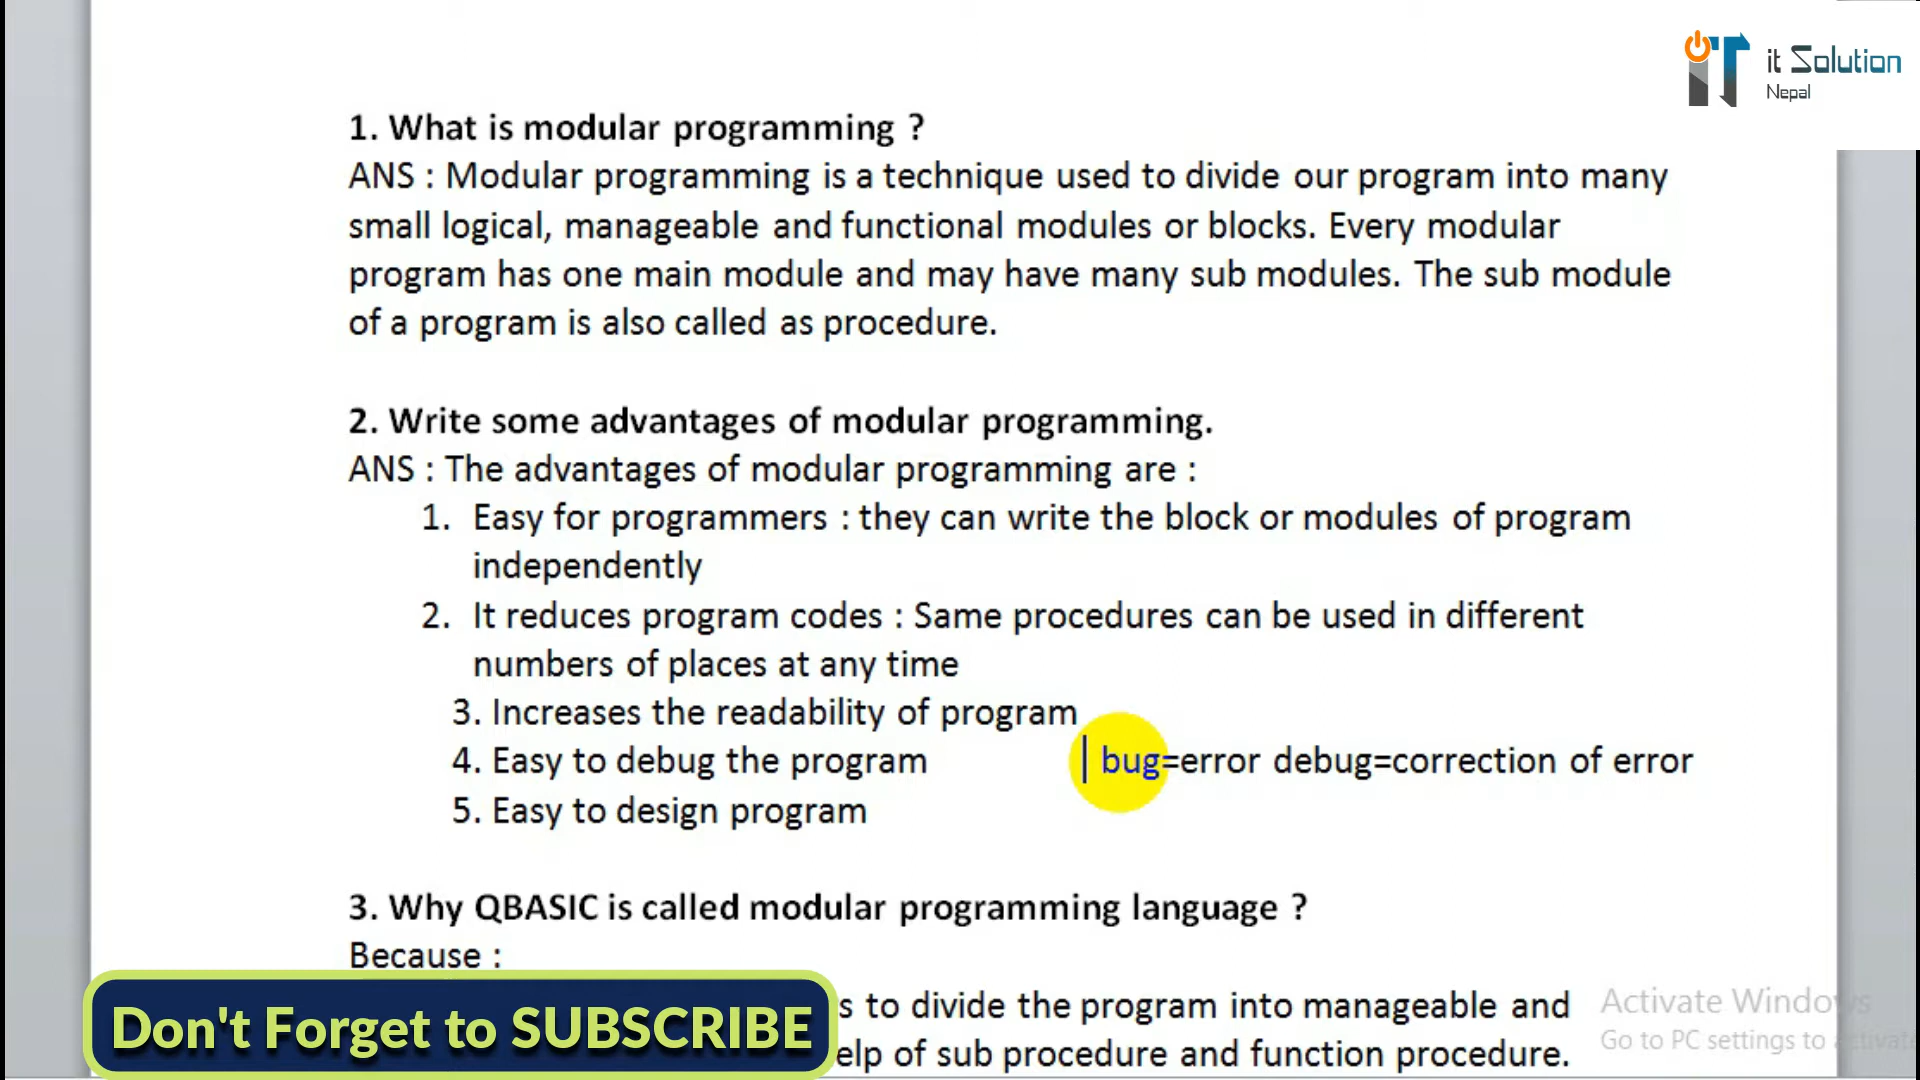 it Solution
Nepal
1. What is modular programming ?
ANS : Modular programming is a technique used to divide our program into many
small logical, manageable and functional modules or blocks. Every modular
program has one main module and may have many sub modules. The sub module
of a program is also called as procedure.
2. Write some advantages of modular programming.
ANS : The advantages of modular programming are :
1. Easy for programmers : they can write the block or modules of program
independently
2. It reduces program codes : Same procedures can be used in different
numbers of places at any time
3. Increases the readability of program
4. Easy to debug the program | bug=error debug=correction of error
5. Easy to design program
3. Why QBASIC is called modular programming language ?
Because :
s to divide the program into manageable and
elp of sub procedure and function procedure.
Don't Forget to SUBSCRIBE
Activate Windows
Go to PC settings to activate